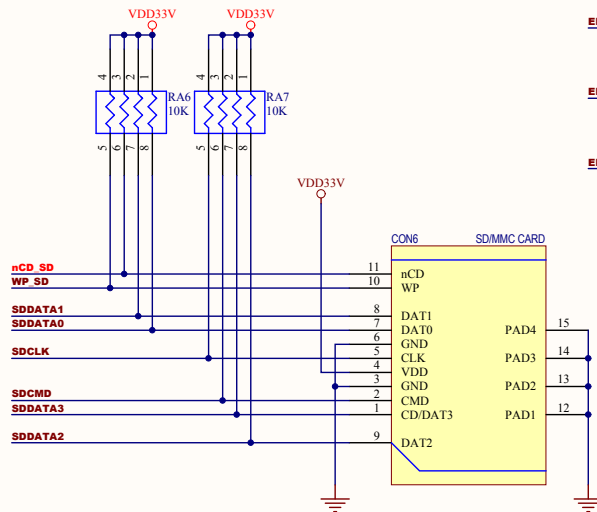 VDD33V VDD33V
4 3 2 1 4 3 2 1
RA6 RA7
10K 10K
5 6 7 8 5 6 7 8
VDD33V
CON6 SD/MMC CARD
nCD_SD 11 nCD
WP_SD 10 WP
SDDATA1 8 DAT1
SDDATA0 7 DAT0 PAD4 15
6 GND
SDCLK 5 CLK PAD3 14
4 VDD
3 GND PAD2 13
SDCMD 2 CMD
SDDATA3 1 CD/DAT3 PAD1 12
SDDATA2 9 DAT2